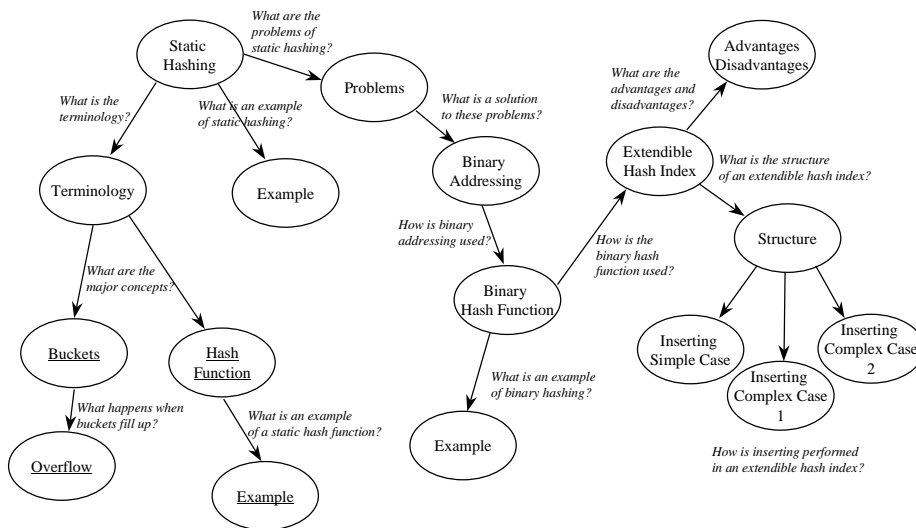 What are the
problems of
static hashing?
Static
Hashing
Problems
What is the
terminology?
What is an example
of static hashing?
Terminology
Example
What is a solution
to these problems?
Binary
Addressing
How is binary
addressing used?
Binary
Hash Function
What are the
major concepts?
Buckets
Hash
Function
What happens when
buckets fill up?
What is an example
of a static hash function?
Overflow
Example
What is an example
of binary hashing?
Example
How is the
binary hash
function used?
Extendible
Hash Index
What are the
advantages and
disadvantages?
Advantages
Disadvantages
What is the structure
of an extendible hash index?
Structure
Inserting
Simple Case
Inserting
Complex Case
1
Inserting
Complex Case
2
How is inserting performed
in an extendible hash index?